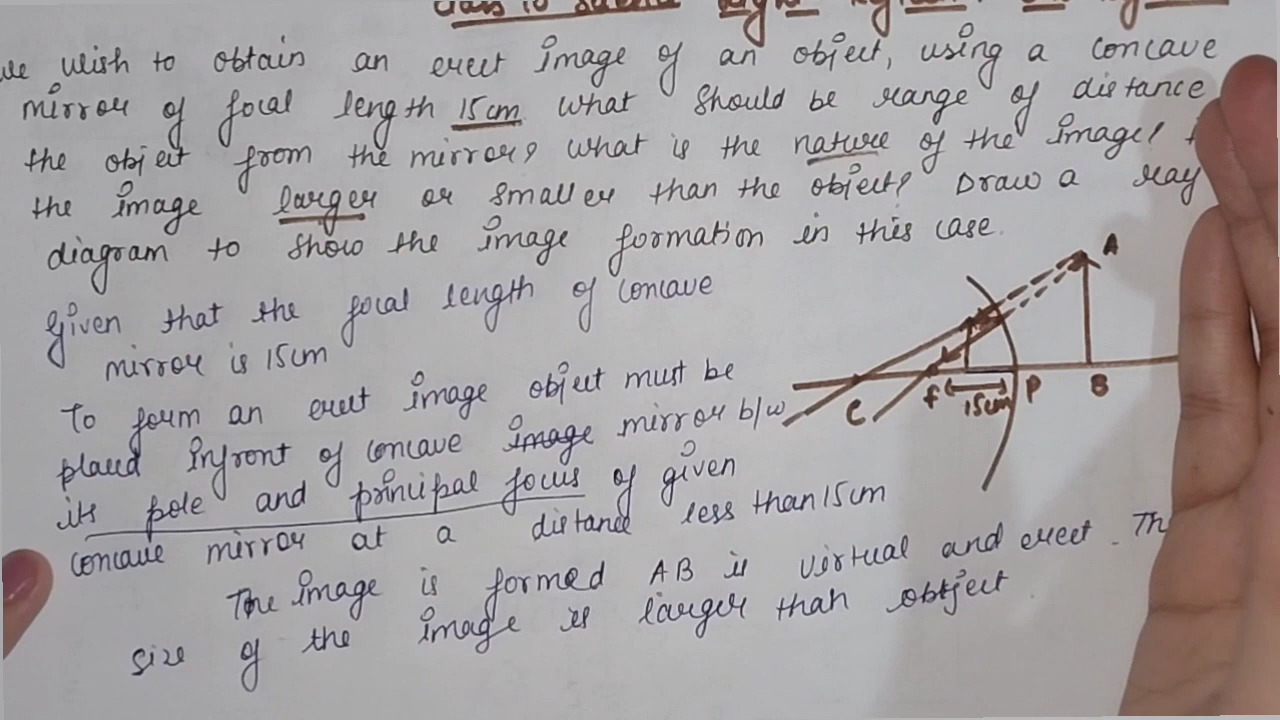 we wish to obtain an erect image of an object, using a concave
mirror of focal length 15cm what should be range of distance
the object from the mirror? what is the nature of the image?
the image larger or smaller than the object? Draw a ray
diagram to show the image formation in this case.
Given that the focal length of concave
mirror is 15cm
To form an erect image object must be
placed infront of concave image mirror b/w
its pole and principal focus of given
concave mirror at a distance less than 15cm
The image is formed AB is virtual and erect. Th
size of the image is larger than object
A
C
F
15cm
P
B